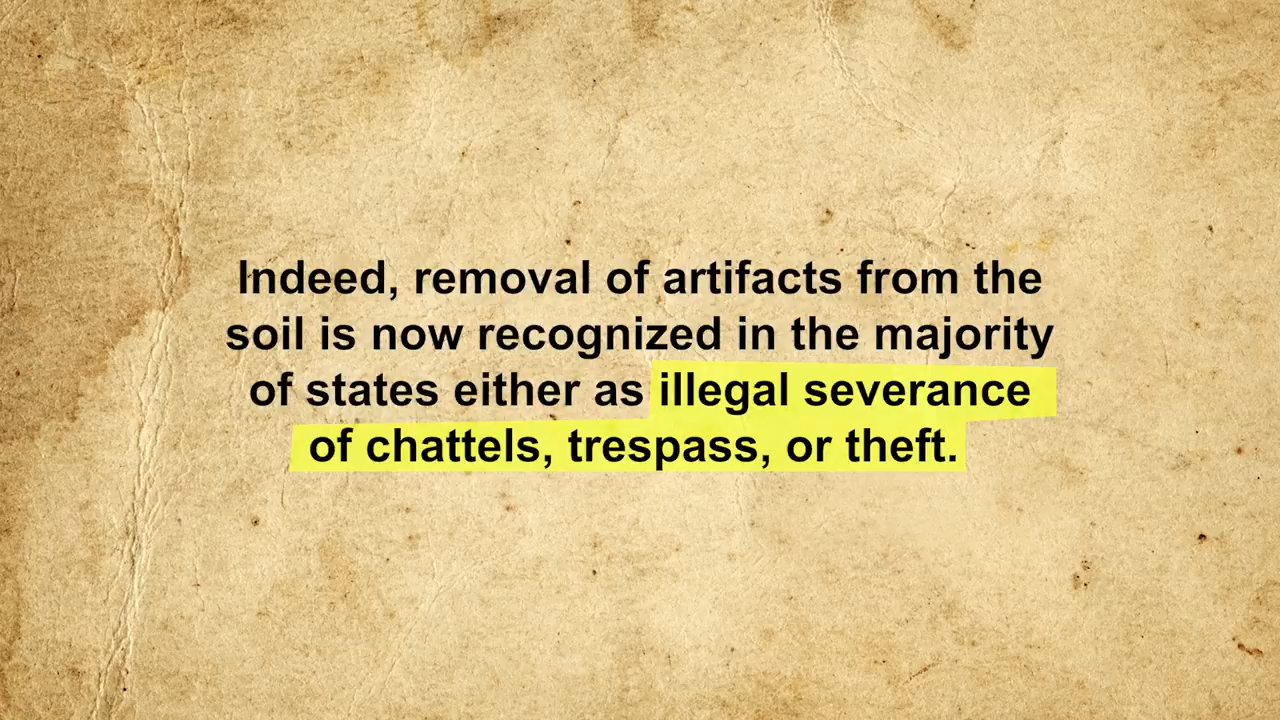 Indeed, removal of artifacts from the
soil is now recognized in the majority
of states either as illegal severance
of chattels, trespass, or theft.